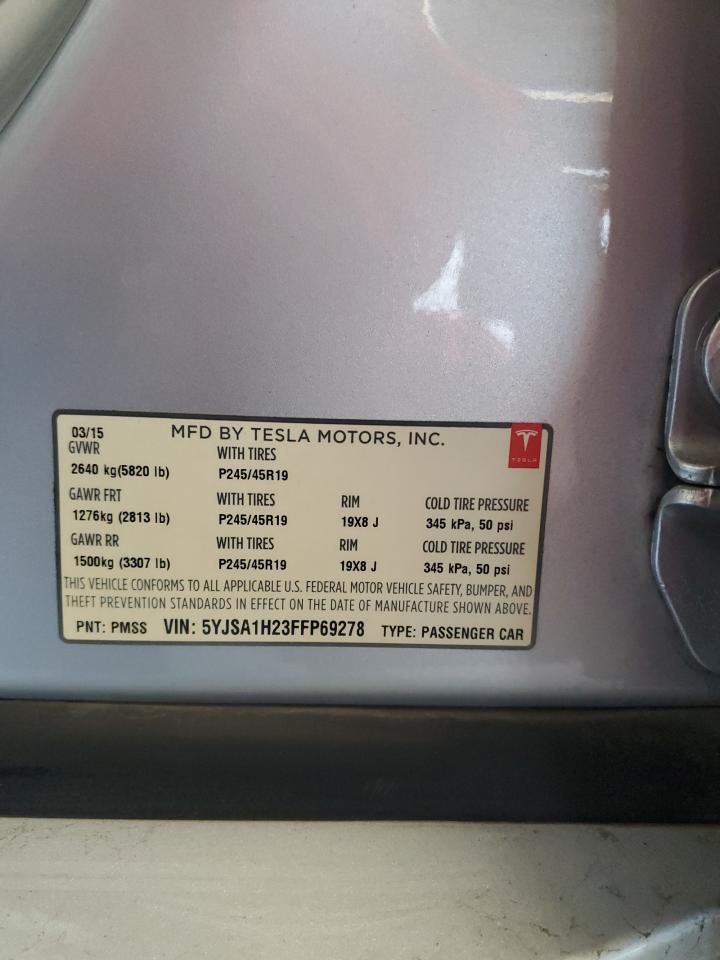 03/15 MFD BY TESLA MOTORS, INC.
TESLA
GVWR WITH TIRES
2640 kg(5820 lb) P245/45R19
GAWR FRT WITH TIRES RIM COLD TIRE PRESSURE
1276kg (2813 lb) P245/45R19 19X8 J 345 kPa, 50 psi
GAWR RR WITH TIRES RIM COLD TIRE PRESSURE
1500kg (3307 lb) P245/45R19 19X8 J 345 kPa, 50 psi
THIS VEHICLE CONFORMS TO ALL APPLICABLE U.S. FEDERAL MOTOR VEHICLE SAFETY, BUMPER, AND
THEFT PREVENTION STANDARDS IN EFFECT ON THE DATE OF MANUFACTURE SHOWN ABOVE.
PNT: PMSS VIN: 5YJSA1H23FFP69278 TYPE: PASSENGER CAR